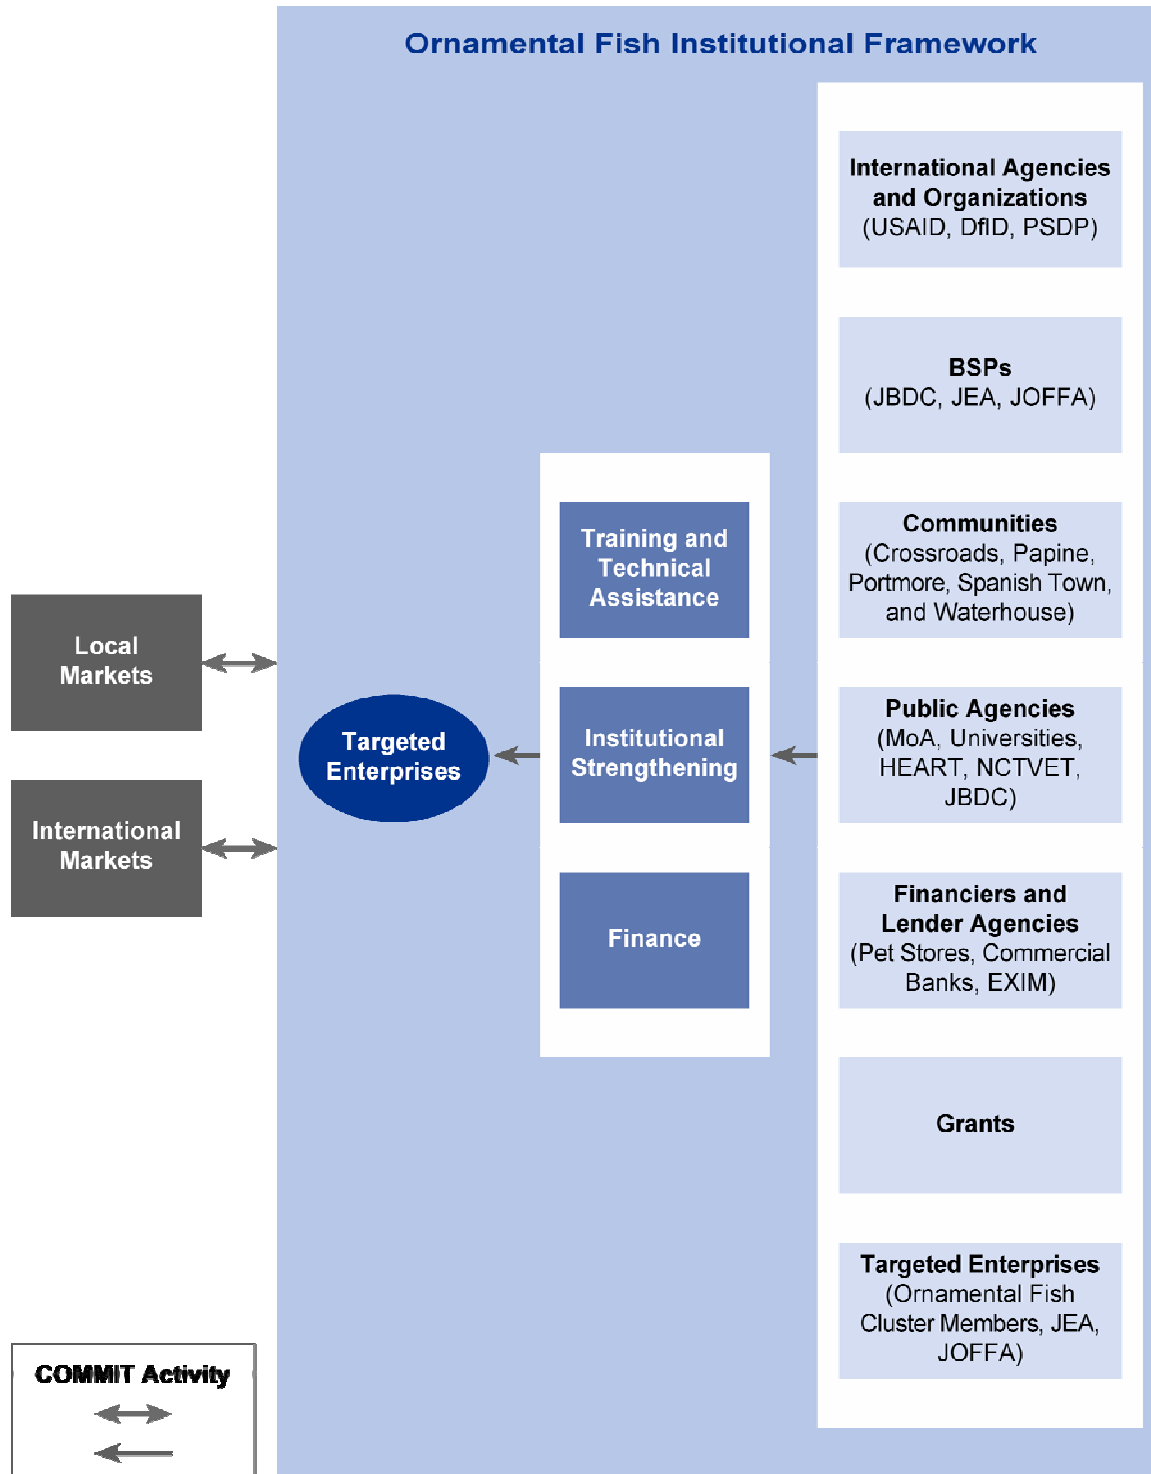 Ornamental Fish Institutional Framework
International Agencies
and Organizations
(USAID, DfID, PSDP)
BSPs
(JBDC, JEA, JOFFA)
Communities
(Crossroads, Papine,
Portmore, Spanish Town,
and Waterhouse)
Public Agencies
(MoA, Universities,
HEART, NCTVET,
JBDC)
Financiers and
Lender Agencies
(Pet Stores, Commercial
Banks, EXIM)
Grants
Targeted Enterprises
(Ornamental Fish
Cluster Members, JEA,
JOFFA)
Training and
Technical
Assistance
Institutional
Strengthening
Finance
Targeted
Enterprises
Local
Markets
International
Markets
COMMIT Activity